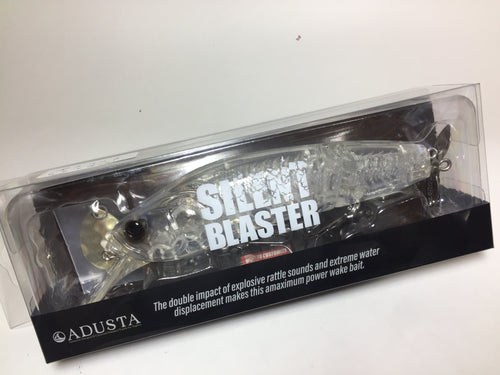 SILENT
BLASTER
The double impact of explosive rattle sounds and extreme water
displacement makes this amaximum power wake bait.
ADUSTA